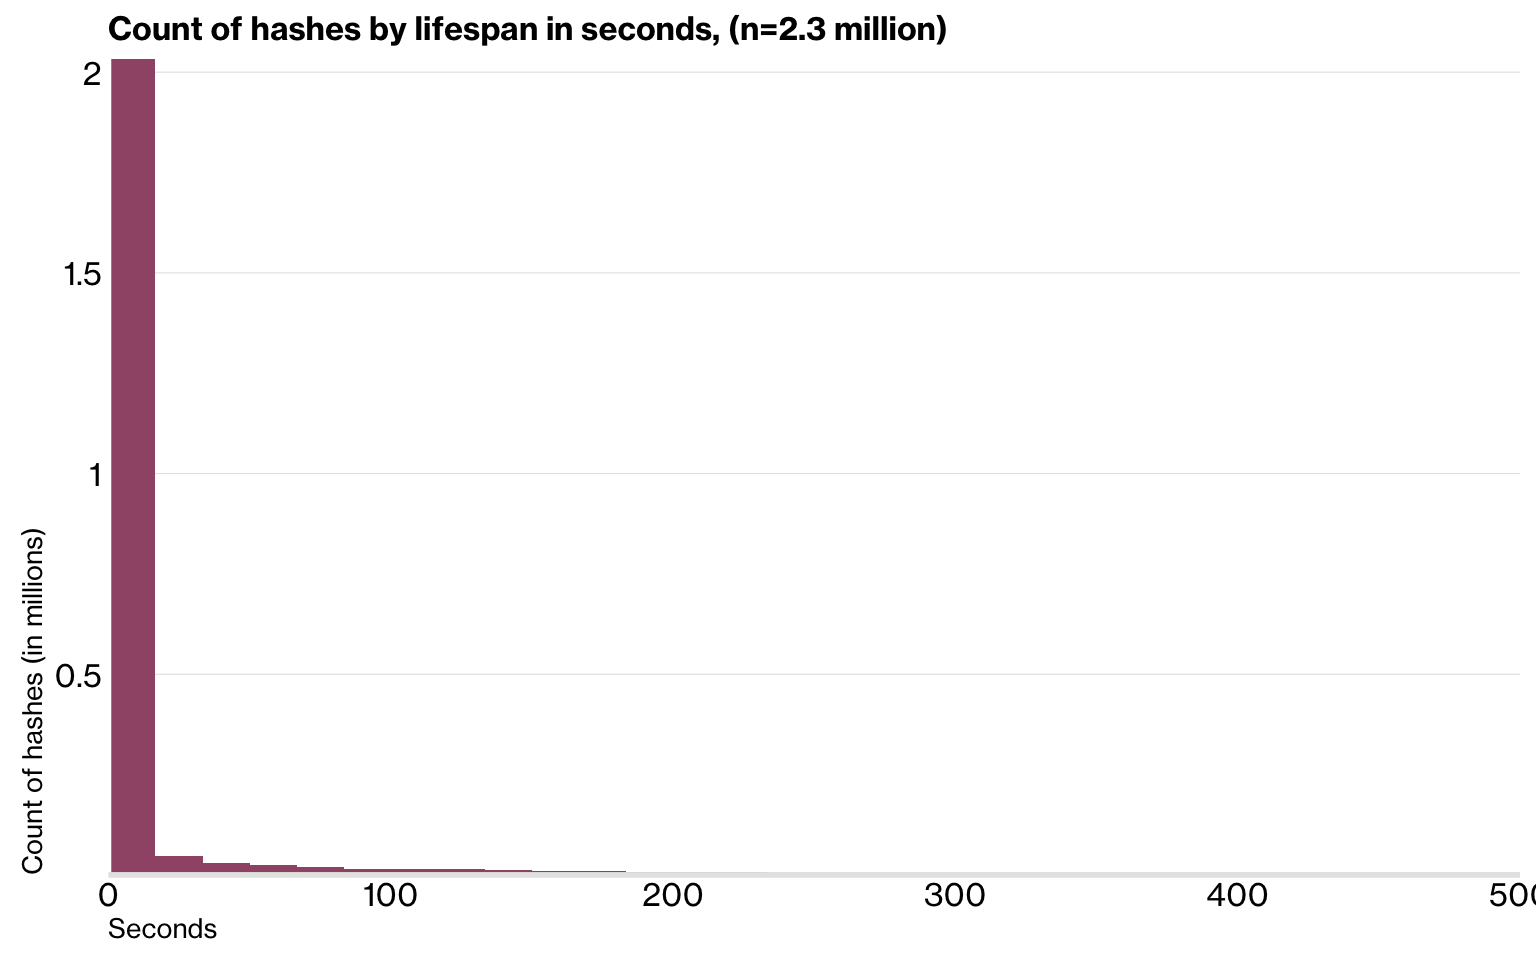 Count of hashes by lifespan in seconds, (n=2.3 million)
2
1.5
1
0.5
Count of hashes (in millions)
0 100 200 300 400 500
Seconds